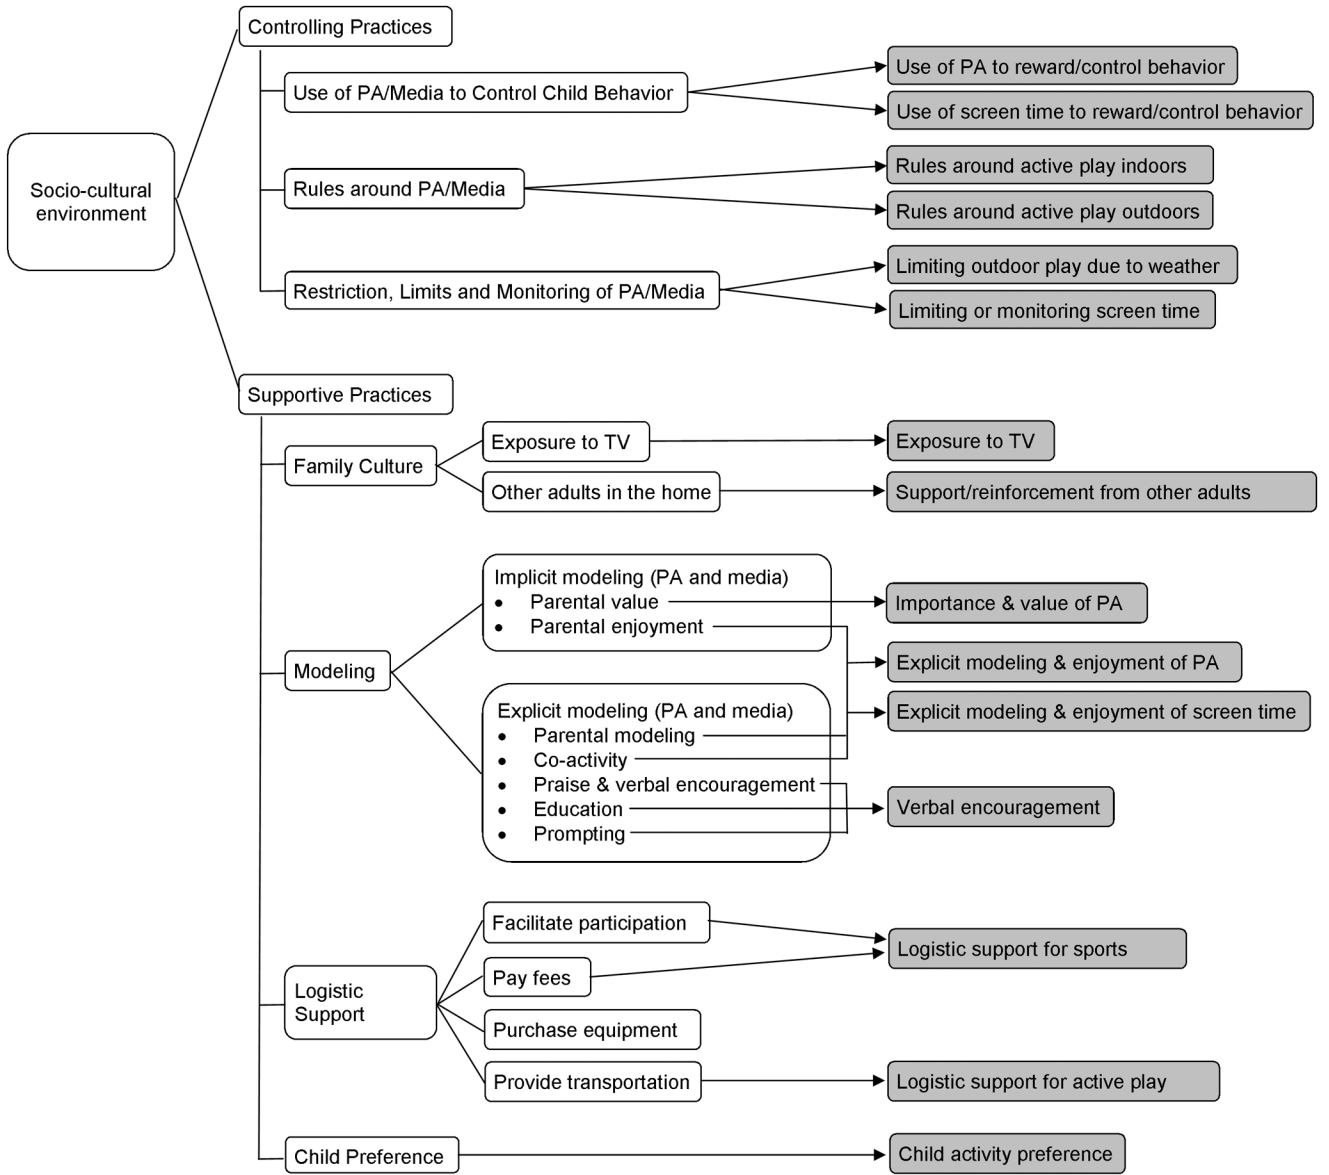 Controlling Practices
Use of PA/Media to Control Child Behavior
Use of PA to reward/control behavior
Use of screen time to reward/control behavior
Socio-cultural
environment
Rules around PA/Media
Rules around active play indoors
Rules around active play outdoors
Restriction, Limits and Monitoring of PA/Media
Limiting outdoor play due to weather
Limiting or monitoring screen time
Supportive Practices
Family Culture
Exposure to TV
Exposure to TV
Other adults in the home
Support/reinforcement from other adults
Modeling
Implicit modeling (PA and media)
• Parental value
• Parental enjoyment
Importance & value of PA
Explicit modeling & enjoyment of PA
Explicit modeling & enjoyment of screen time
Explicit modeling (PA and media)
• Parental modeling
• Co-activity
• Praise & verbal encouragement
• Education
• Prompting
Verbal encouragement
Logistic
Support
Facilitate participation
Pay fees
Logistic support for sports
Purchase equipment
Provide transportation
Logistic support for active play
Child Preference
Child activity preference